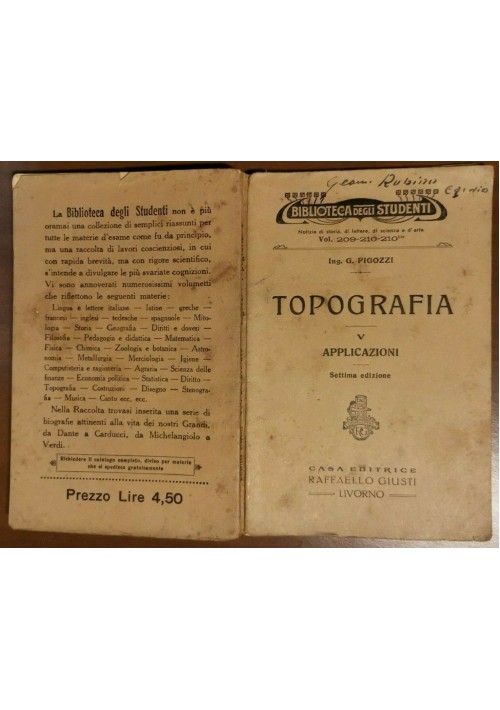 La Biblioteca degli Studenti non è più
oramai una collezione di semplici riassunti per
tutte le materie d'esame come fu da principio,
ma una raccolta di lavori coscienziosi, in cui
con rapida brevità, ma con rigore scientifico,
s'intende a divulgare le più svariate cognizioni.
Vi sono annoverati numerosissimi volumetti
che riflettono le seguenti materie:
Lingua e lettere italiane — latine — greche —
francesi — inglesi — tedesche — spagnuole — Mito-
logia — Storia — Geografia — Diritti e doveri —
Filosofia — Pedagogia e didattica — Matematica —
Fisica — Chimica — Zoologia e botanica — Astro-
nomia — Metallurgia — Merciologia — Igiene —
Computisteria e ragioneria — Agraria — Scienza delle
finanze — Economia politica — Statistica — Diritto —
Topografia — Costruzioni — Disegno — Stenogra-
fia — Musica — Canto ecc. ecc.
Nella Raccolta trovasi inserita una serie di
biografie attinenti alla vita dei nostri Grandi,
da Dante a Carducci, da Michelangiolo a
Verdi.
Richiedere il catalogo completo, diviso per materie
che si spedisce gratuitamente
Prezzo Lire 4,50
Geom. Rubino
Egidio
BIBLIOTECA DEGLI STUDENTI
Notizie di storia, di lettere, di scienza e d'arte
Vol. 209-210-210
Ing. G. PIGOZZI
TOPOGRAFIA
V
APPLICAZIONI
Settima edizione
CASA EDITRICE
RAFFAELLO GIUSTI
LIVORNO